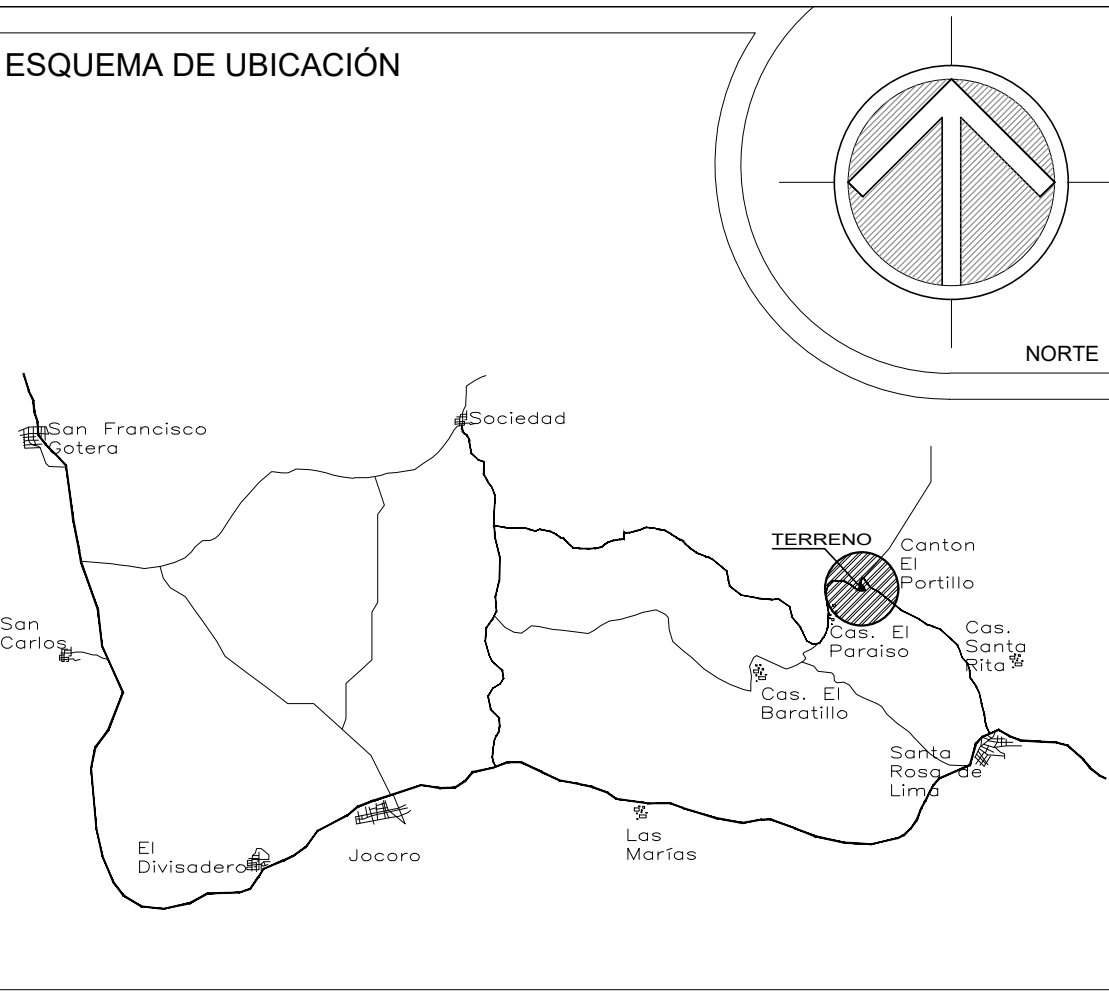 ESQUEMA DE UBICACIÓN
NORTE
San Francisco
Gotera
Sociedad
TERRENO
Canton
El
Portillo
San
Carlos
Cas. El
Paraiso
Cas.
Santa
Rita
Cas. El
Baratillo
Santa
Rosa de
Lima
El
Divisadero
Jocoro
Las
Marías